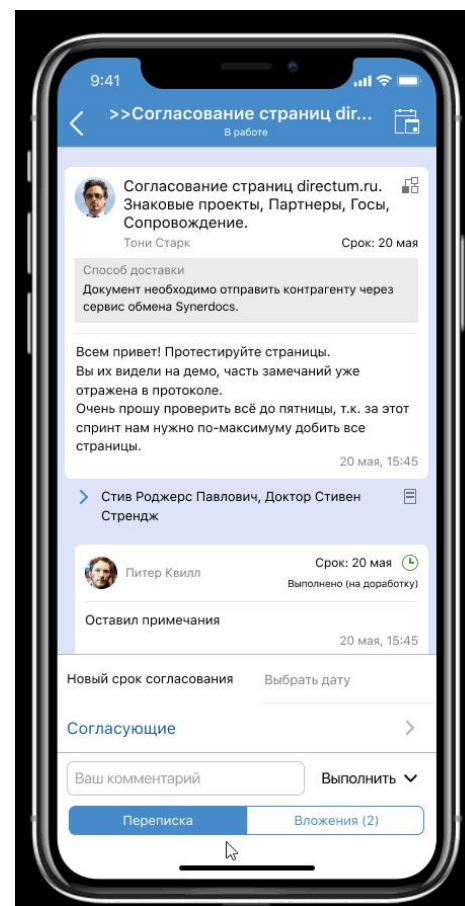 9:41
>>Согласование страниц dir...
В работе
Согласование страниц directum.ru.
Знаковые проекты, Партнеры, Госы,
Сопровождение.
Тони Старк
Срок: 20 мая
Способ доставки
Документ необходимо отправить контрагенту через
сервис обмена Synerdocs.
Всем привет! Протестируйте страницы.
Вы их видели на демо, часть замечаний уже
отражена в протоколе.
Очень прошу проверить всё до пятницы, т.к. за этот
спринт нам нужно по-максимуму добить все
страницы.
20 мая, 15:45
Стив Роджерс Павлович, Доктор Стивен
Стрендж
Питер Квилл
Срок: 20 мая
Выполнено (на доработку)
Оставил примечания
20 мая, 15:45
Новый срок согласования
Выбрать дату
Согласующие
Ваш комментарий
Выполнить
Переписка
Вложения (2)